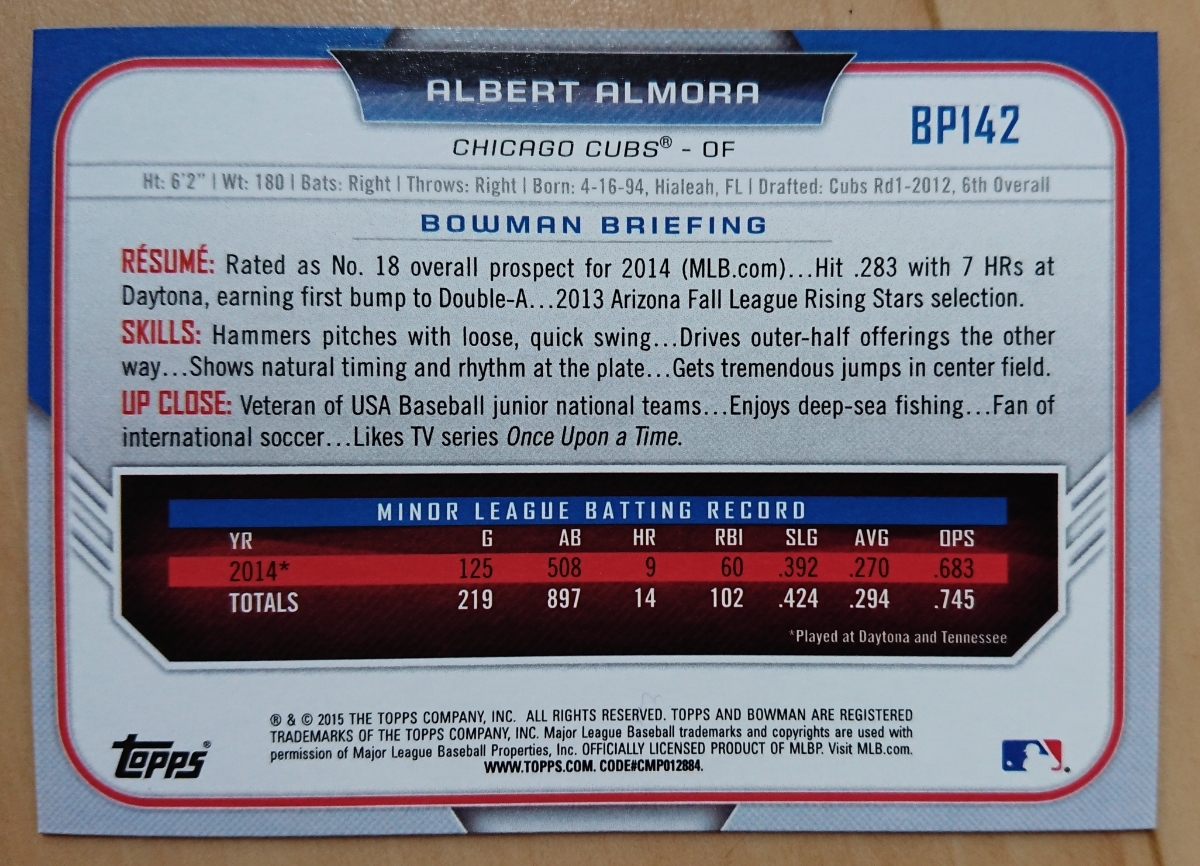 ALBERT ALMORA
BP142
CHICAGO CUBS® - OF
Ht: 6'2" | Wt: 180 | Bats: Right | Throws: Right | Born: 4-16-94, Hialeah, FL | Drafted: Cubs Rd1-2012, 6th Overall
BOWMAN BRIEFING
RÉSUMÉ: Rated as No. 18 overall prospect for 2014 (MLB.com)...Hit .283 with 7 HRs at
Daytona, earning first bump to Double-A...2013 Arizona Fall League Rising Stars selection.
SKILLS: Hammers pitches with loose, quick swing...Drives outer-half offerings the other
way...Shows natural timing and rhythm at the plate...Gets tremendous jumps in center field.
UP CLOSE: Veteran of USA Baseball junior national teams...Enjoys deep-sea fishing...Fan of
international soccer...Likes TV series Once Upon a Time.
MINOR LEAGUE BATTING RECORD
YR G AB HR RBI SLG AVG OPS
2014* 125 508 9 60 .392 .270 .683
TOTALS 219 897 14 102 .424 .294 .745
*Played at Daytona and Tennessee
® & © 2015 THE TOPPS COMPANY, INC. ALL RIGHTS RESERVED. TOPPS AND BOWMAN ARE REGISTERED
TRADEMARKS OF THE TOPPS COMPANY, INC. Major League Baseball trademarks and copyrights are used with
permission of Major League Baseball Properties, Inc. OFFICIALLY LICENSED PRODUCT OF MLBP. Visit MLB.com.
WWW.TOPPS.COM. CODE#CMP012884.
TOPPS®